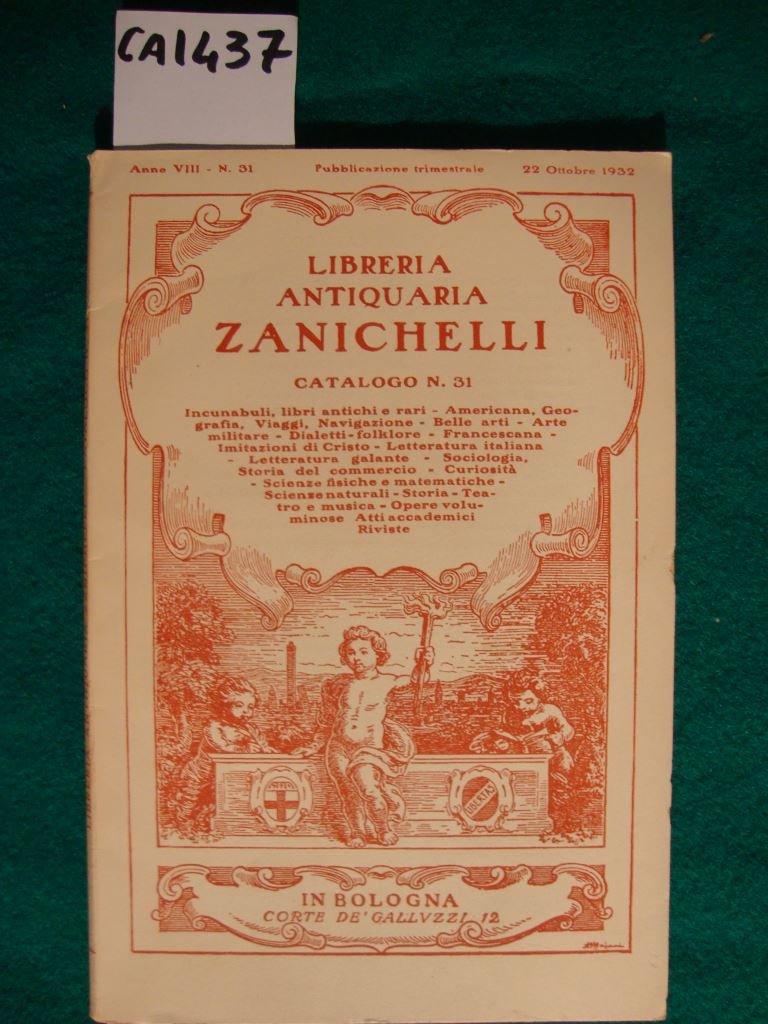 CA1437
Anno VIII - N. 31 Pubblicazione trimestrale 22 Ottobre 1932
LIBRERIA
ANTIQUARIA
ZANICHELLI
CATALOGO N. 31
Incunabuli, libri antichi e rari - Americana, Geo-
grafia, Viaggi, Navigazione - Belle arti - Arte
militare - Dialetti-folklore - Francescana -
Imitazioni di Cristo - Letteratura italiana
- Letteratura galante - Sociologia,
Storia del commercio - Curiosità
- Scienze fisiche e matematiche -
Scienze naturali - Storia - Tea-
tro e musica - Opere volu-
minose Atti accademici
Riviste
LIBERTAS
IN BOLOGNA
CORTE DE' GALLVZZI, 12